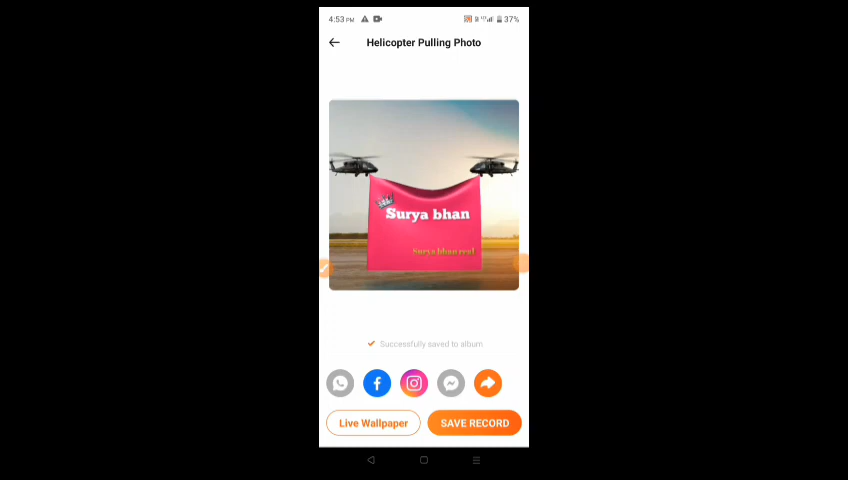 4:53 PM
37%
Helicopter Pulling Photo
Surya bhan
Surya bhan real
Successfully saved to album
Live Wallpaper
SAVE RECORD